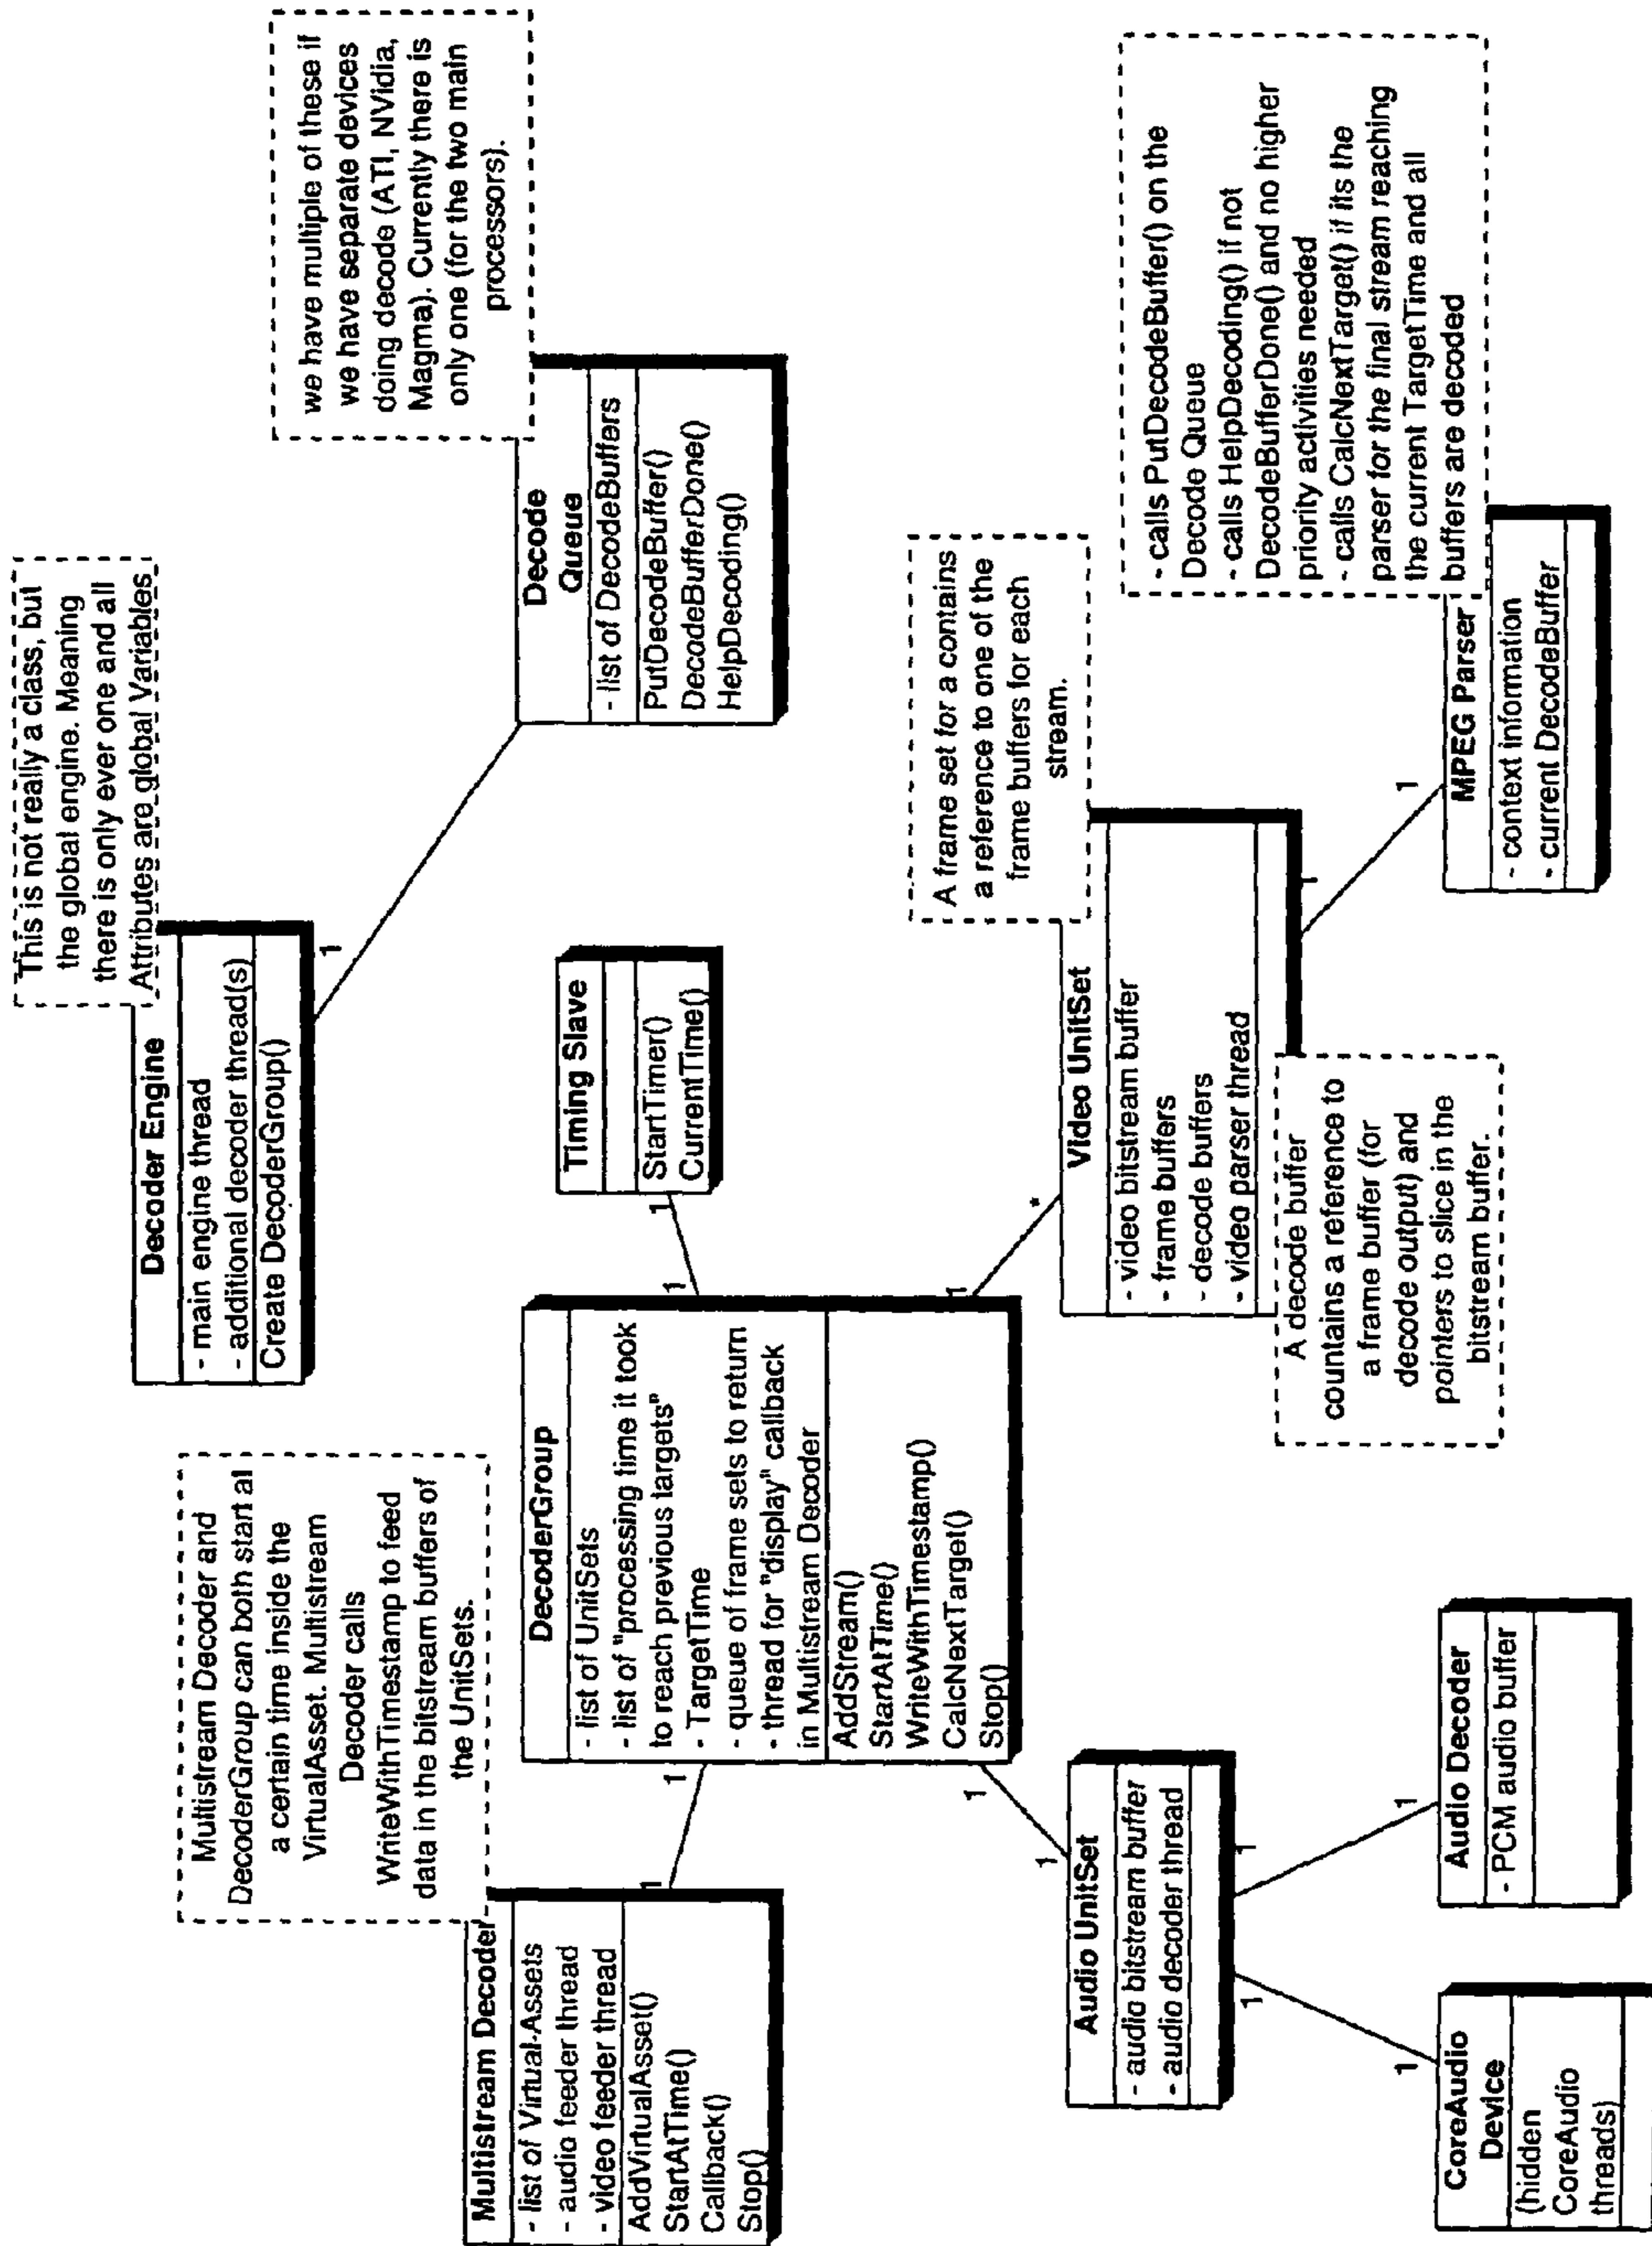 This is not really a class, but
the global engine. Meaning
there is only ever one and all
Attributes are global Variables
Decoder Engine
- main engine thread
- additional decoder thread(s)
Create DecoderGroup()
1
we have multiple of these if
we have separate devices
doing decode (ATI, NVidia,
Magma). Currently there is
only one (for the two main
processors).
Decode
Queue
- list of DecodeBuffers
PutDecodeBuffer()
DecodeBufferDone()
HelpDecoding()
Multistream Decoder and
DecoderGroup can both start at
a certain time inside the
VirtualAsset. Multistream
Decoder calls
WriteWithTimestamp to feed
data in the bitstream buffers of
the UnitSets.
Multistream Decoder
- list of Virtual-Assets
- audio feeder thread
- video feeder thread
AddVirtualAsset()
StartAtTime()
Callback()
Stop()
1
1
DecoderGroup
- list of UnitSets
- list of "processing time it took
to reach previous targets"
- TargetTime
- queue of frame sets to return
- thread for "display" callback
in Multistream Decoder
AddStream()
StartAtTime()
WriteWithTimestamp()
CalcNextTarget()
Stop()
1
1
Timing Slave
StartTimer()
CurrentTime()
1
*
A frame set for a contains
a reference to one of the
frame buffers for each
stream.
Video UnitSet
- video bitstream buffer
- frame buffers
- decode buffers
- video parser thread
A decode buffer
countains a reference to
a frame buffer (for
decode output) and
pointers to slice in the
bitstream buffer.
1
1
- calls PutDecodeBuffer() on the
Decode Queue
- calls HelpDecoding() if not
DecodeBufferDone() and no higher
priority activities needed
- calls CalcNextTarget() if its the
parser for the final stream reaching
the current TargetTime and all
buffers are decoded
MPEG Parser
- context information
- current DecodeBuffer
1
1
Audio UnitSet
- audio bitstream buffer
- audio decoder thread
1
1
1
1
CoreAudio
Device
(hidden
CoreAudio
threads)
Audio Decoder
- PCM audio buffer